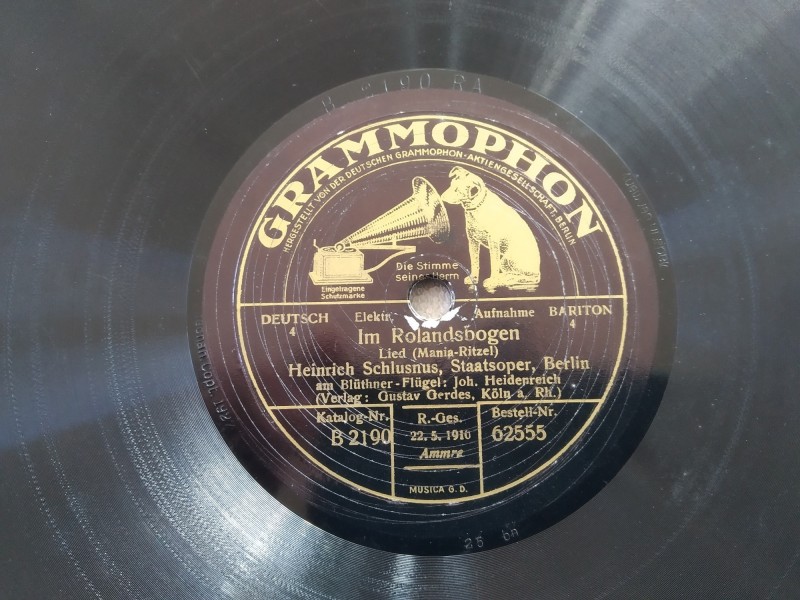 B 2190 RA
GRAMMOPHON
HERGESTELLT VON DER DEUTSCHEN GRAMMOPHON-AKTIENGESELLSCHAFT, BERLIN
Die Stimme
seines Herrn
Eingetragene
Schutzmarke
DEUTSCH Elektr. Aufnahme BARITON
4 4
Im Rolandsbogen
Lied (Mania-Ritzel)
Heinrich Schlusnus, Staatsoper, Berlin
am Blüthner-Flügel: Joh. Heidenreich
(Verlag: Gustav Gerdes, Köln a. Rh.)
Katalog-Nr. R.-Ges. Bestell-Nr.
B 2190 22. 5. 1910 62555
Ammre
MUSICA G. D.